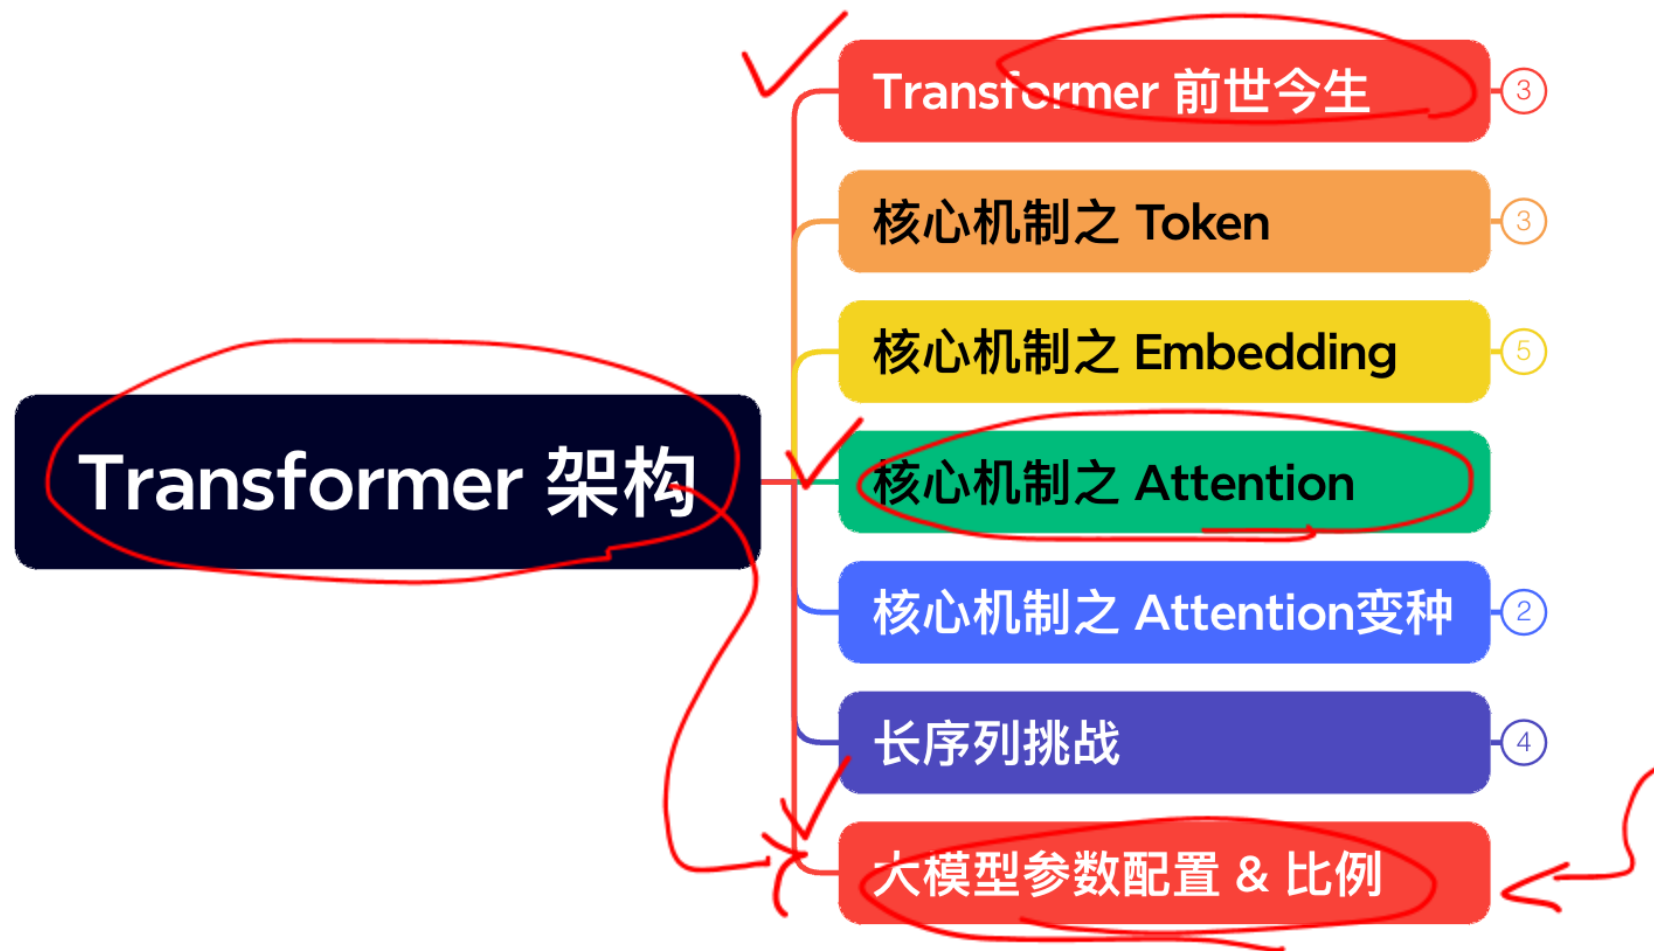 Transformer 架构
Transformer 前世今生
3
核心机制之 Token
3
核心机制之 Embedding
5
核心机制之 Attention
核心机制之 Attention变种
2
长序列挑战
4
大模型参数配置 & 比例